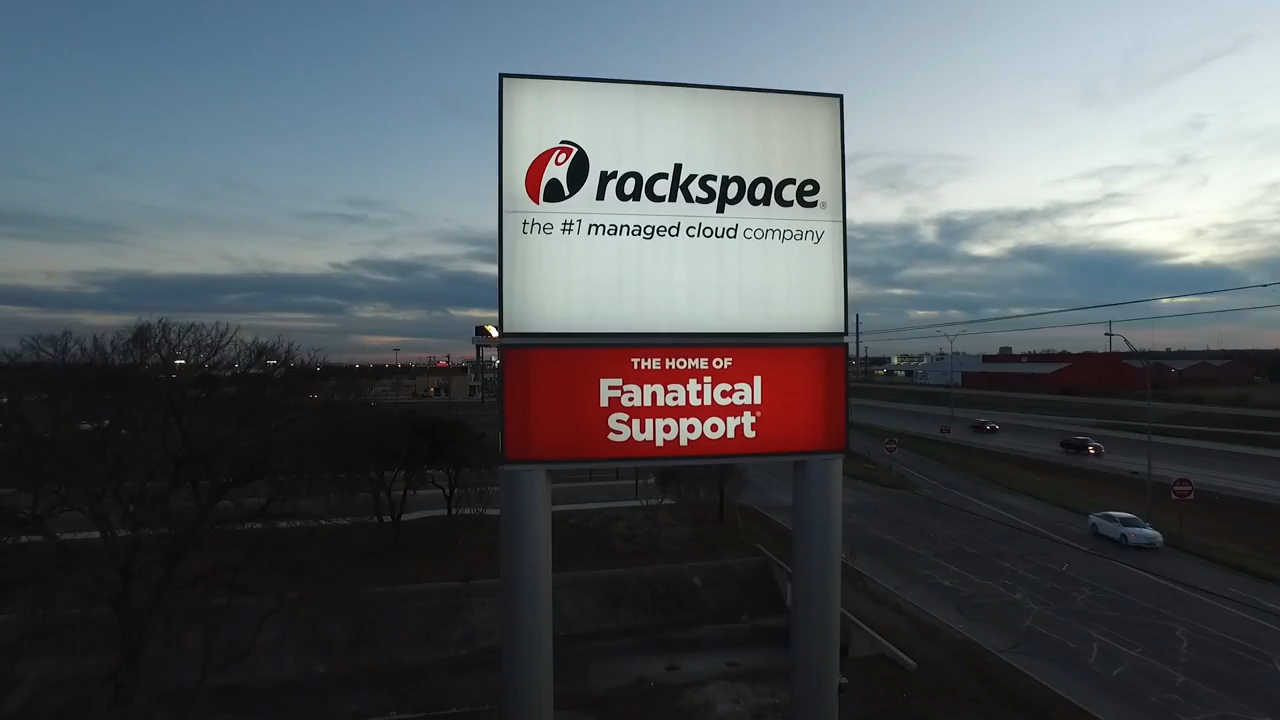 rackspace®
the #1 managed cloud company
THE HOME OF
Fanatical
Support®